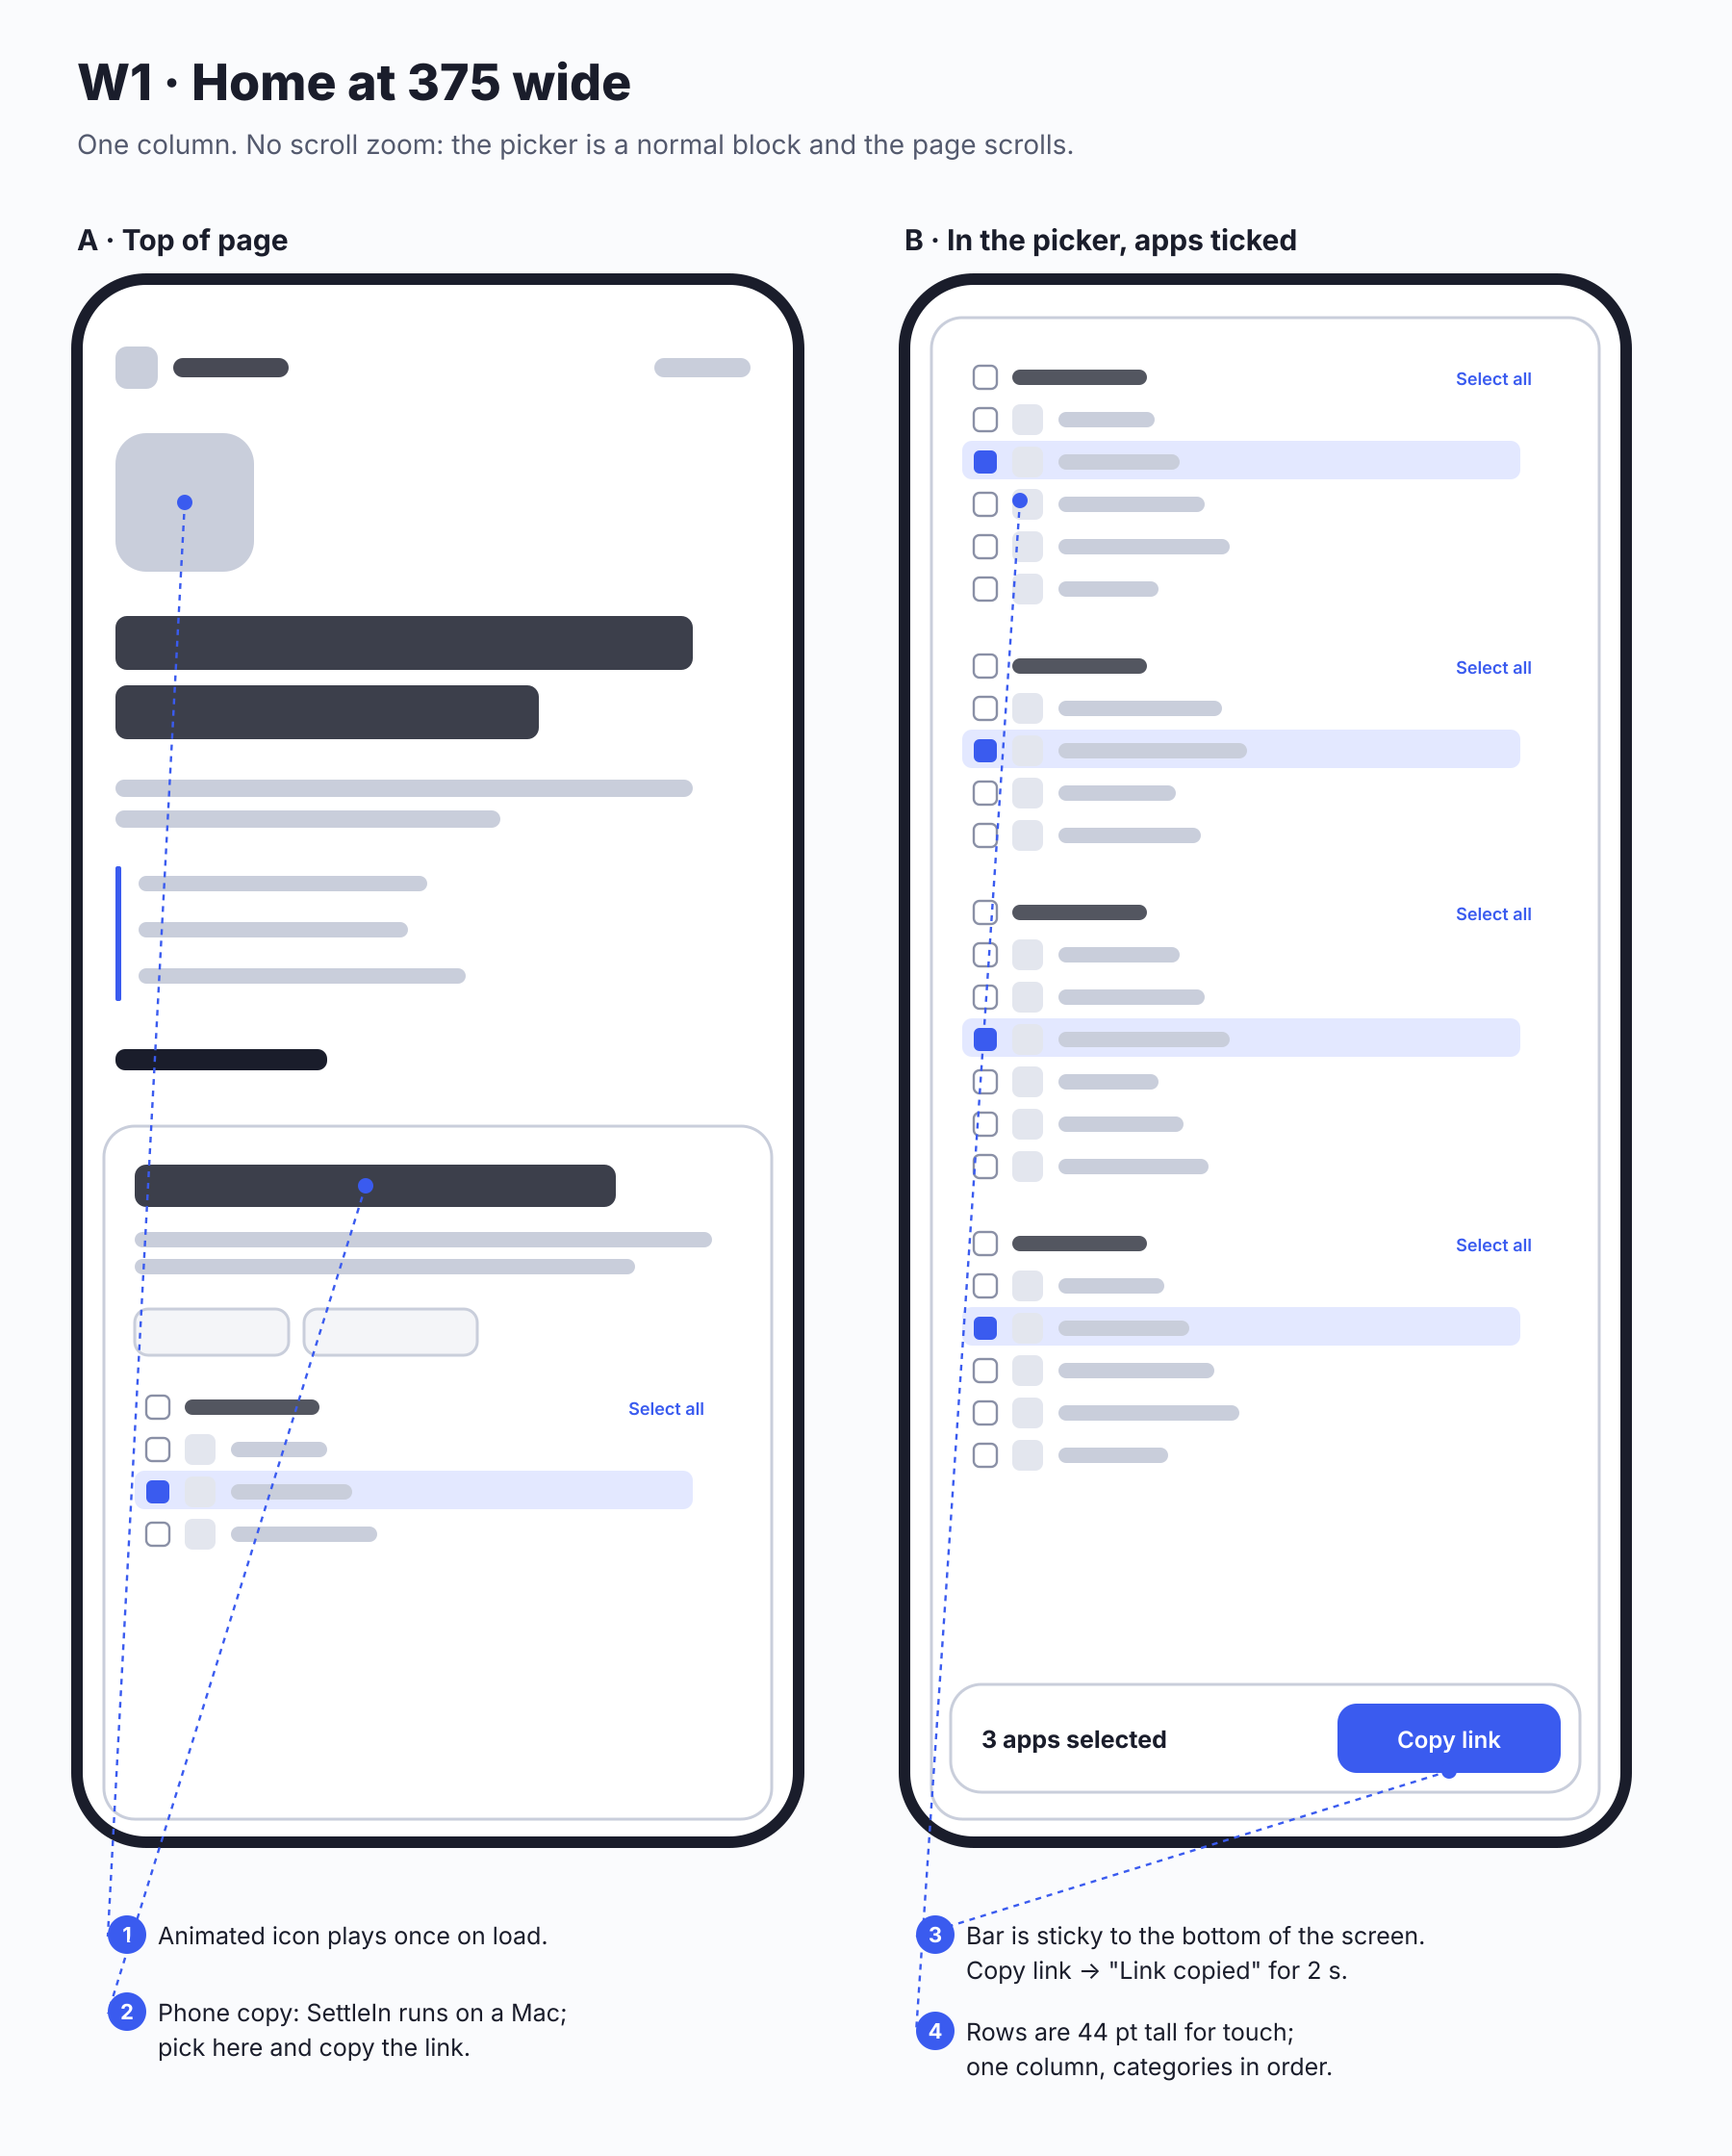 W1 · Home at 375 wide
One column. No scroll zoom: the picker is a normal block and the page scrolls.
A · Top of page
Select all
1 Animated icon plays once on load.
2 Phone copy: SettleIn runs on a Mac;
pick here and copy the link.
B · In the picker, apps ticked
Select all
Select all
Select all
Select all
3 apps selected
Copy link
3 Bar is sticky to the bottom of the screen.
Copy link → "Link copied" for 2 s.
4 Rows are 44 pt tall for touch;
one column, categories in order.